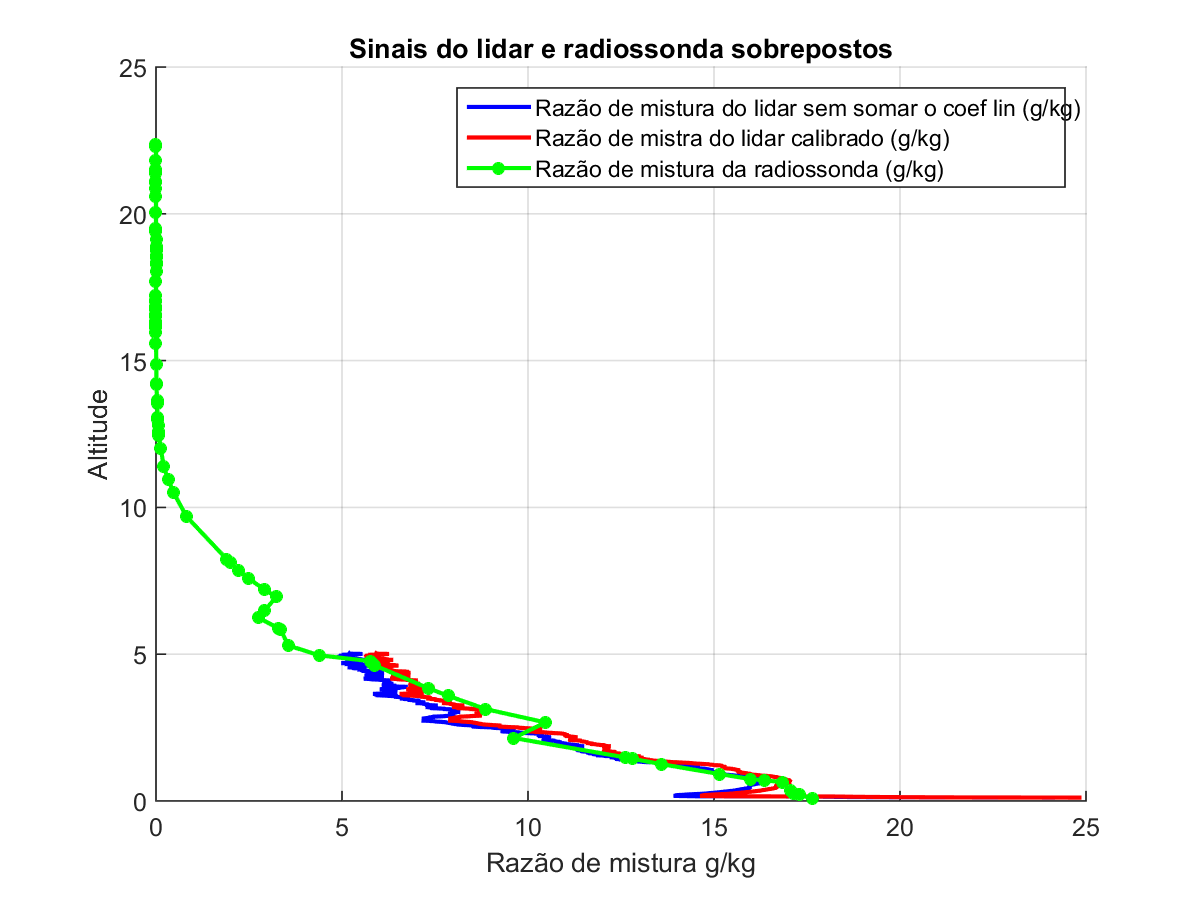 Sinais do lidar e radiossonda sobrepostos
25
20
15
10
5
0
Altitude
Razão de mistura do lidar sem somar o coef lin (g/kg)
Razão de mistra do lidar calibrado (g/kg)
Razão de mistura da radiossonda (g/kg)
0 5 10 15 20 25
Razão de mistura g/kg